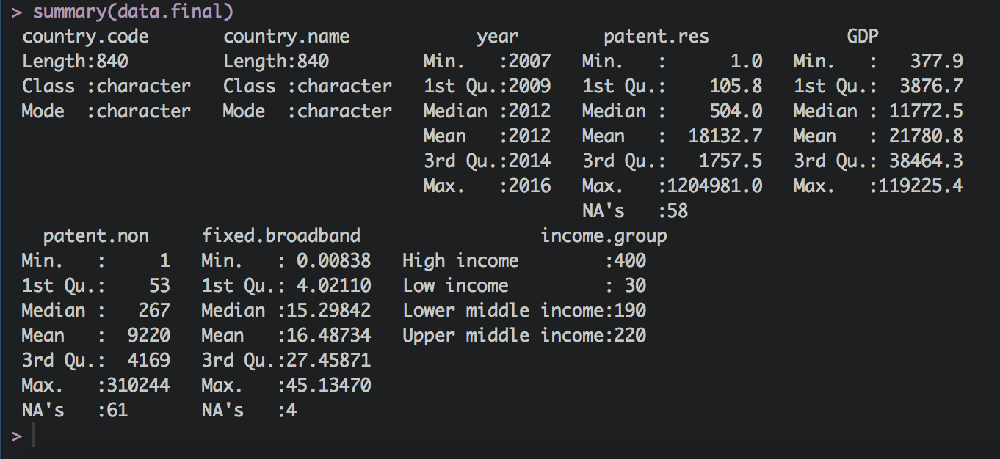 > summary(data.final)
country.code country.name year patent.res GDP
Length:840 Length:840 Min. :2007 Min. : 1.0 Min. : 377.9
Class :character Class :character 1st Qu.:2009 1st Qu.: 105.8 1st Qu.: 3876.7
Mode :character Mode :character Median :2012 Median : 504.0 Median : 11772.5
Mean :2012 Mean : 18132.7 Mean : 21780.8
3rd Qu.:2014 3rd Qu.: 1757.5 3rd Qu.: 38464.3
Max. :2016 Max. :1204981.0 Max. :119225.4
NA's :58
patent.non fixed.broadband income.group
Min. : 1 Min. : 0.00838 High income :400
1st Qu.: 53 1st Qu.: 4.02110 Low income : 30
Median : 267 Median :15.29842 Lower middle income:190
Mean : 9220 Mean :16.48734 Upper middle income:220
3rd Qu.: 4169 3rd Qu.:27.45871
Max. :310244 Max. :45.13470
NA's :61 NA's :4
>